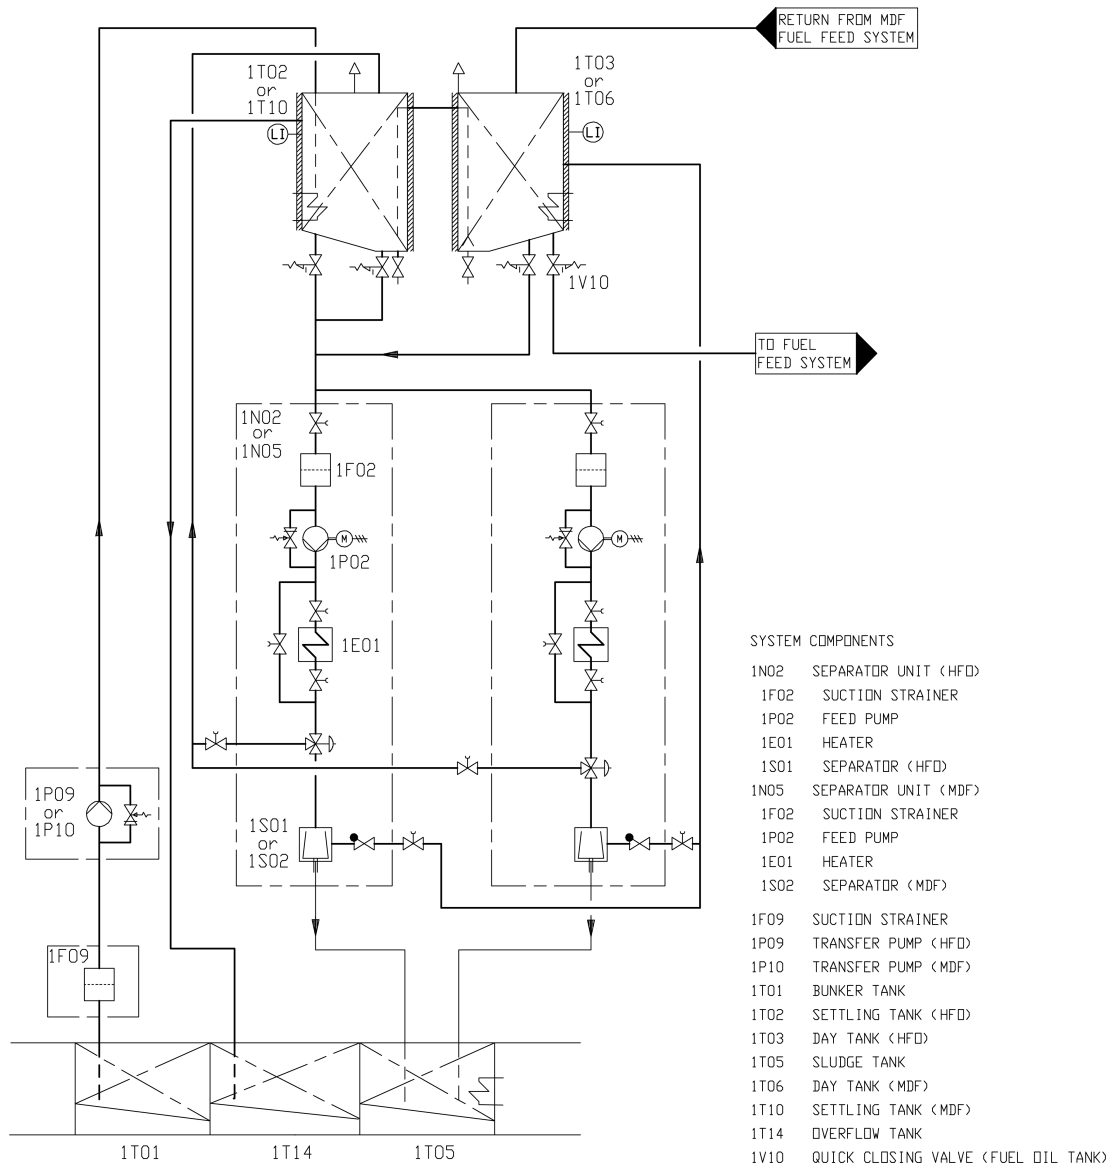 RETURN FROM MDF
FUEL FEED SYSTEM
1T02
or
1T10
1T03
or
1T06
LI
LI
1V10
TO FUEL
FEED SYSTEM
1N02
or
1N05
1F02
M
M
1P02
1E01
1P09
or
1P10
1S01
or
1S02
1F09
1T01
1T14
1T05
SYSTEM COMPONENTS
1N02 SEPARATOR UNIT (HFO)
1F02 SUCTION STRAINER
1P02 FEED PUMP
1E01 HEATER
1S01 SEPARATOR (HFO)
1N05 SEPARATOR UNIT (MDF)
1F02 SUCTION STRAINER
1P02 FEED PUMP
1E01 HEATER
1S02 SEPARATOR (MDF)
1F09 SUCTION STRAINER
1P09 TRANSFER PUMP (HFO)
1P10 TRANSFER PUMP (MDF)
1T01 BUNKER TANK
1T02 SETTLING TANK (HFO)
1T03 DAY TANK (HFO)
1T05 SLUDGE TANK
1T06 DAY TANK (MDF)
1T10 SETTLING TANK (MDF)
1T14 OVERFLOW TANK
1V10 QUICK CLOSING VALVE (FUEL OIL TANK)